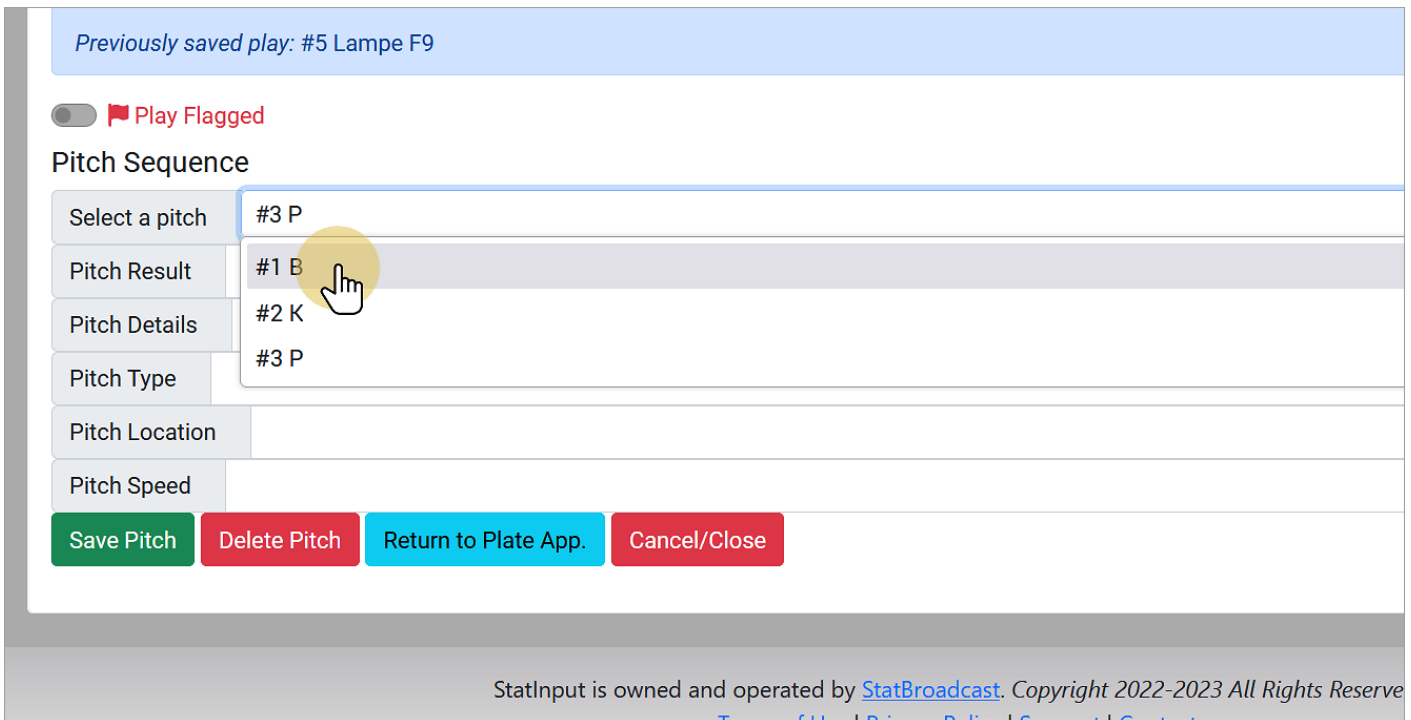 Previously saved play: #5 Lampe F9
Play Flagged
Pitch Sequence
Select a pitch #3 P
Pitch Result #1 B
#2 K
Pitch Details
#3 P
Pitch Type
Pitch Location
Pitch Speed
Save Pitch Delete Pitch Return to Plate App. Cancel/Close
StatInput is owned and operated by StatBroadcast. Copyright 2022-2023 All Rights Reserve